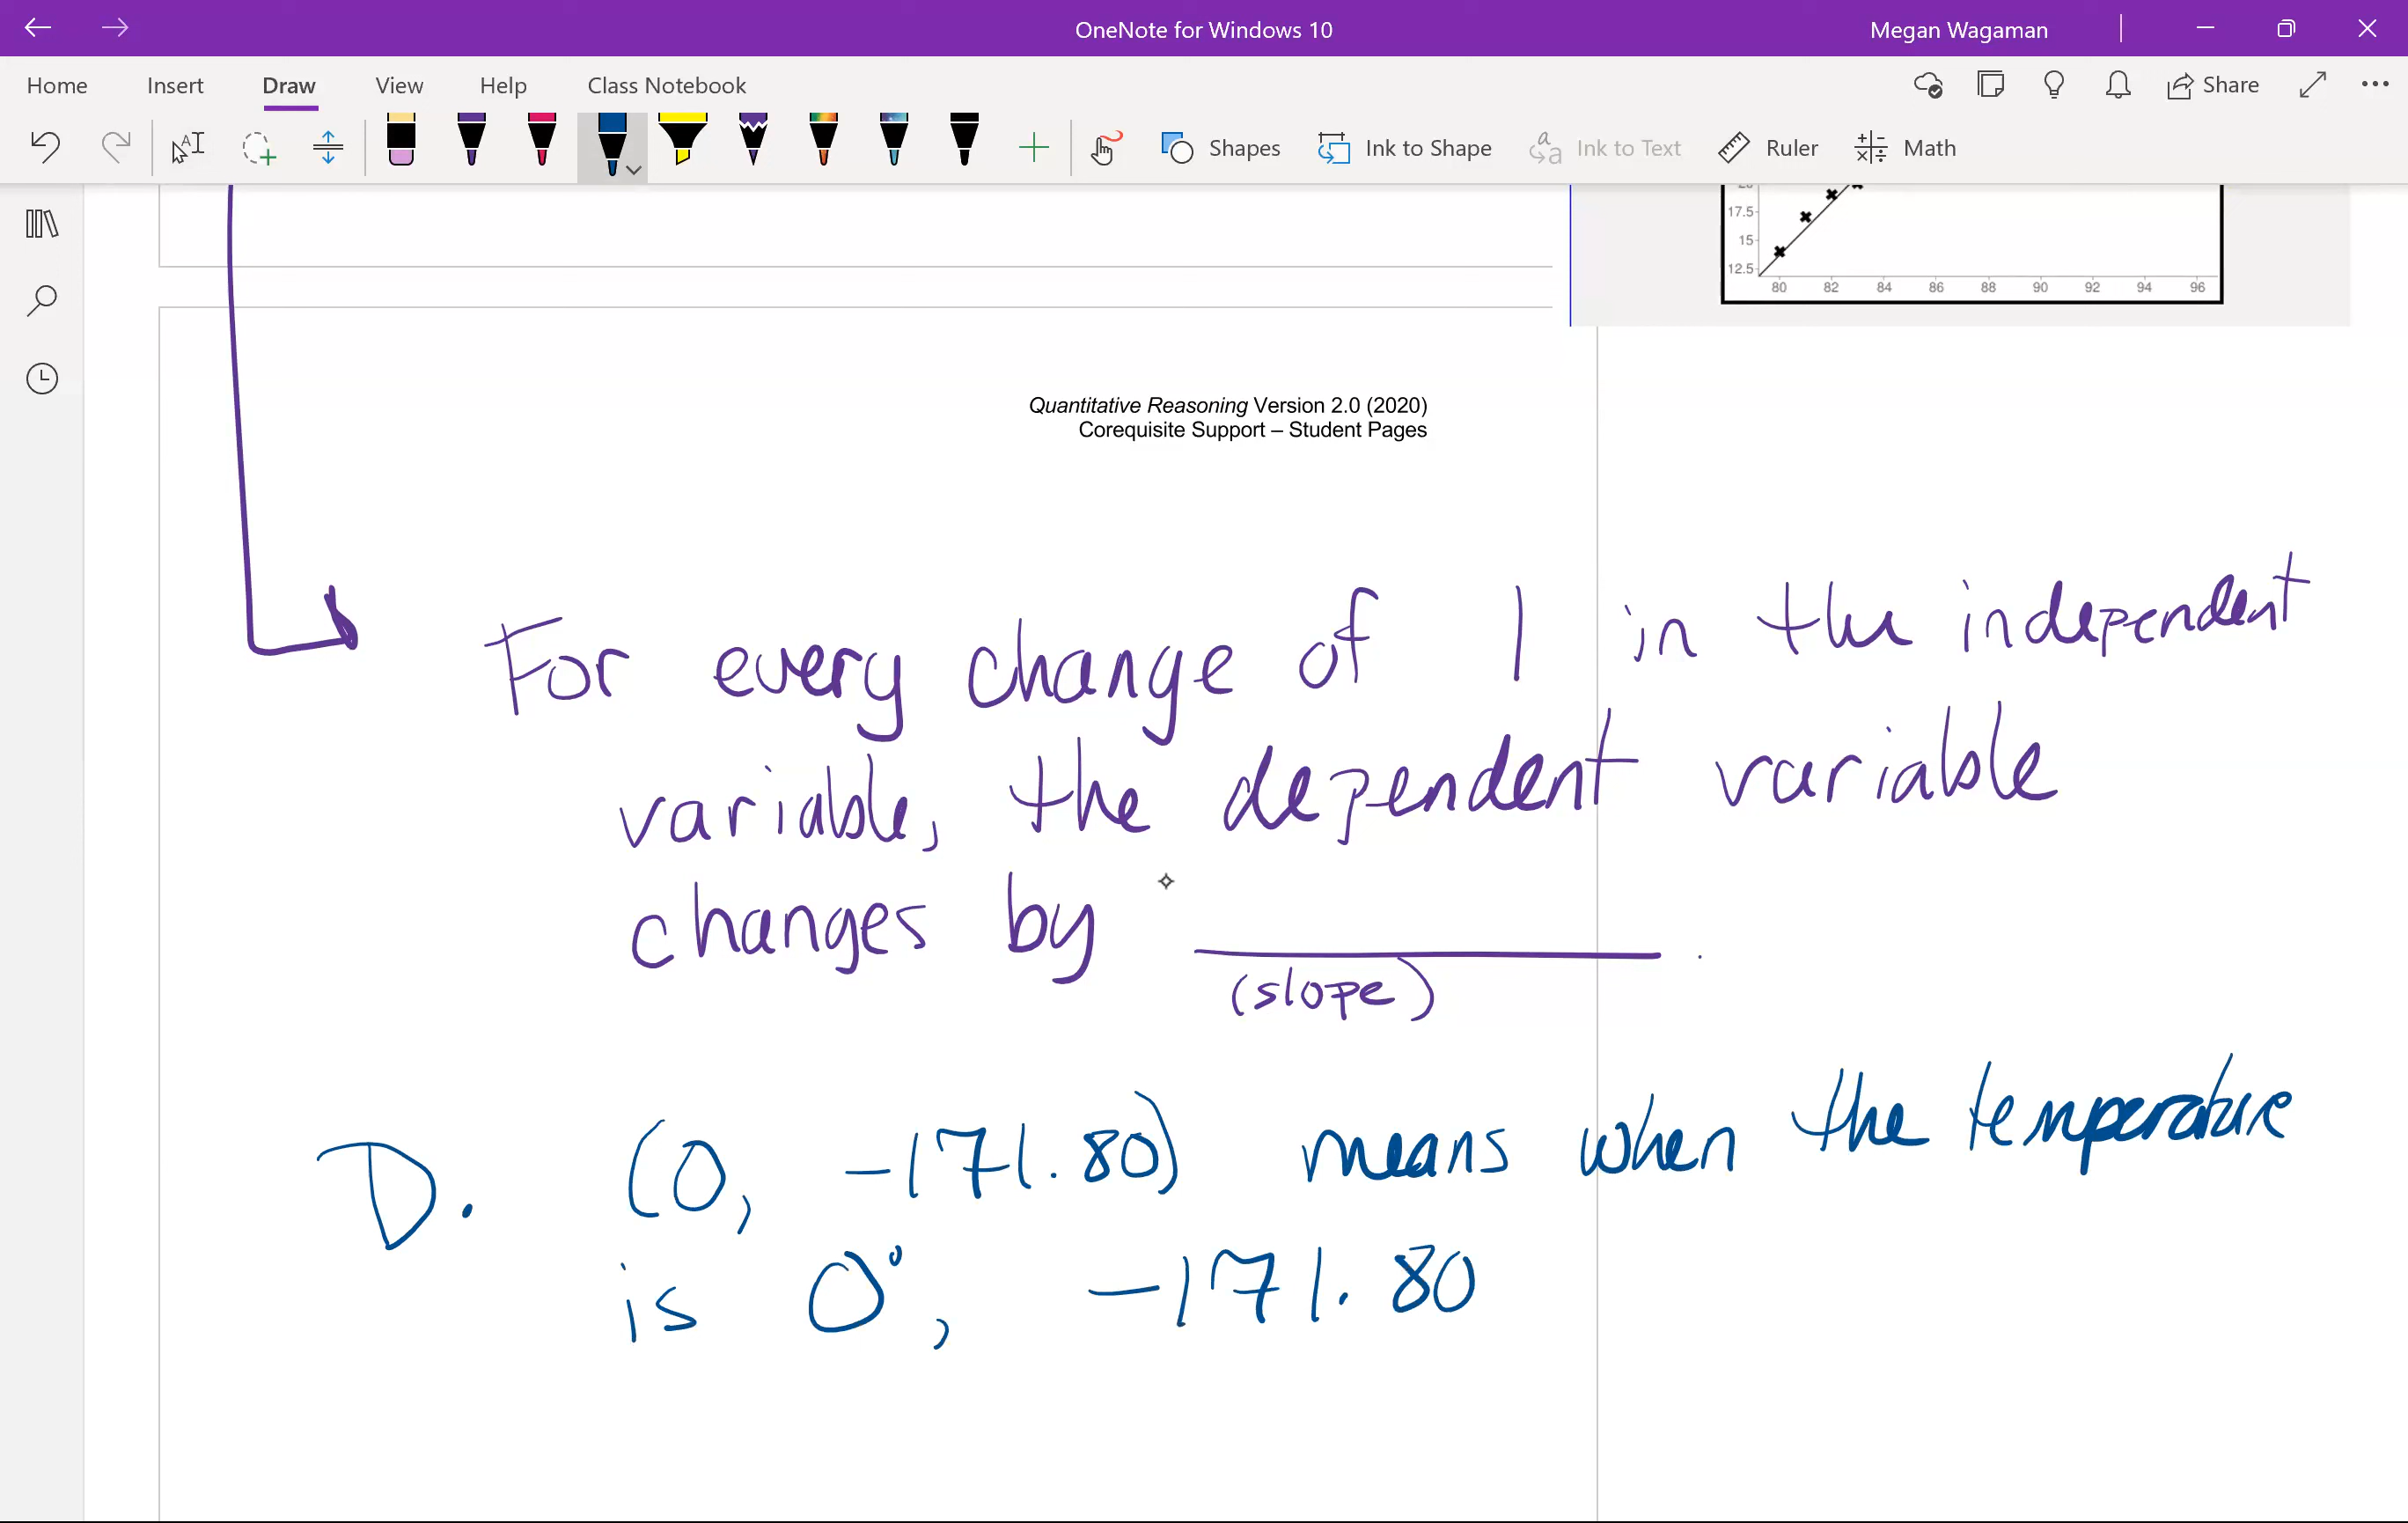 OneNote for Windows 10
Megan Wagaman
Home Insert Draw View Help Class Notebook
Share
Shapes Ink to Shape Ink to Text Ruler Math
17.5
15
12.5
80 82 84 86 88 90 92 94 96
Quantitative Reasoning Version 2.0 (2020)
Corequisite Support – Student Pages
For every change of 1 in the independent
variable, the dependent variable
changes by ________.
(slope)
D. (0, -171.80) means when the temperature
is 0°, -171.80